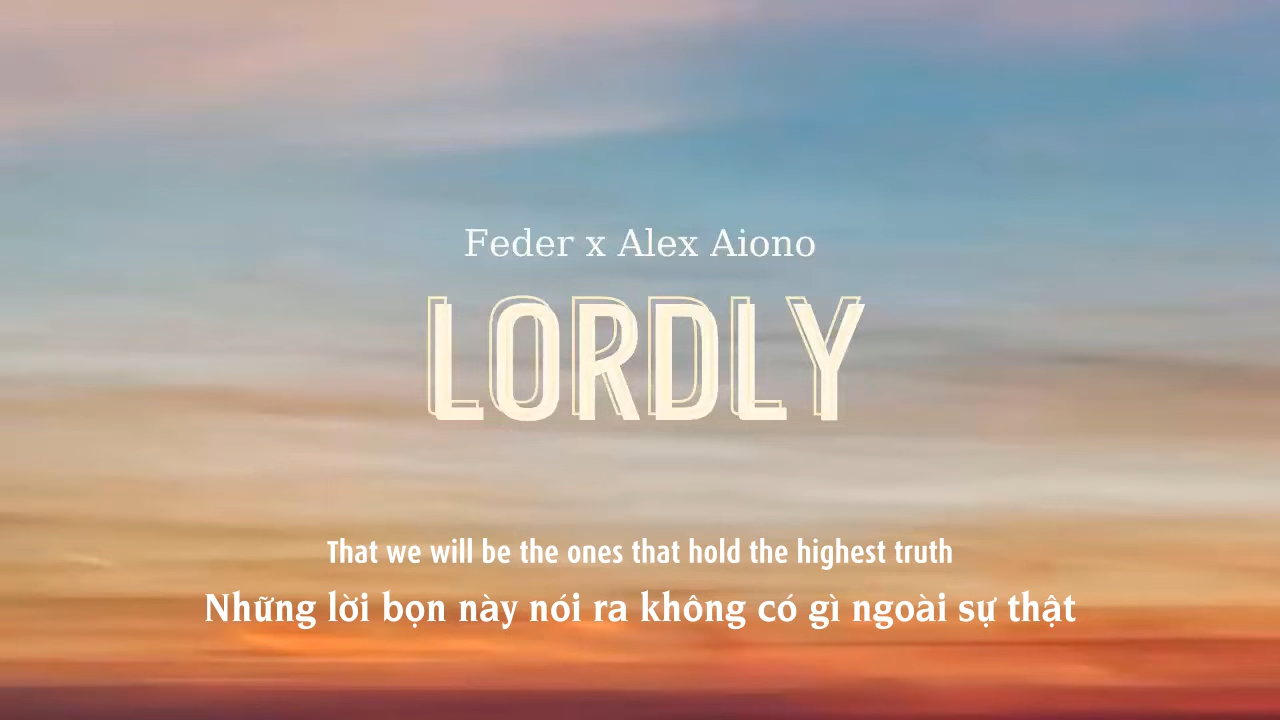 Feder x Alex Aiono
LORDLY
That we will be the ones that hold the highest truth
Những lời bọn này nói ra không có gì ngoài sự thật